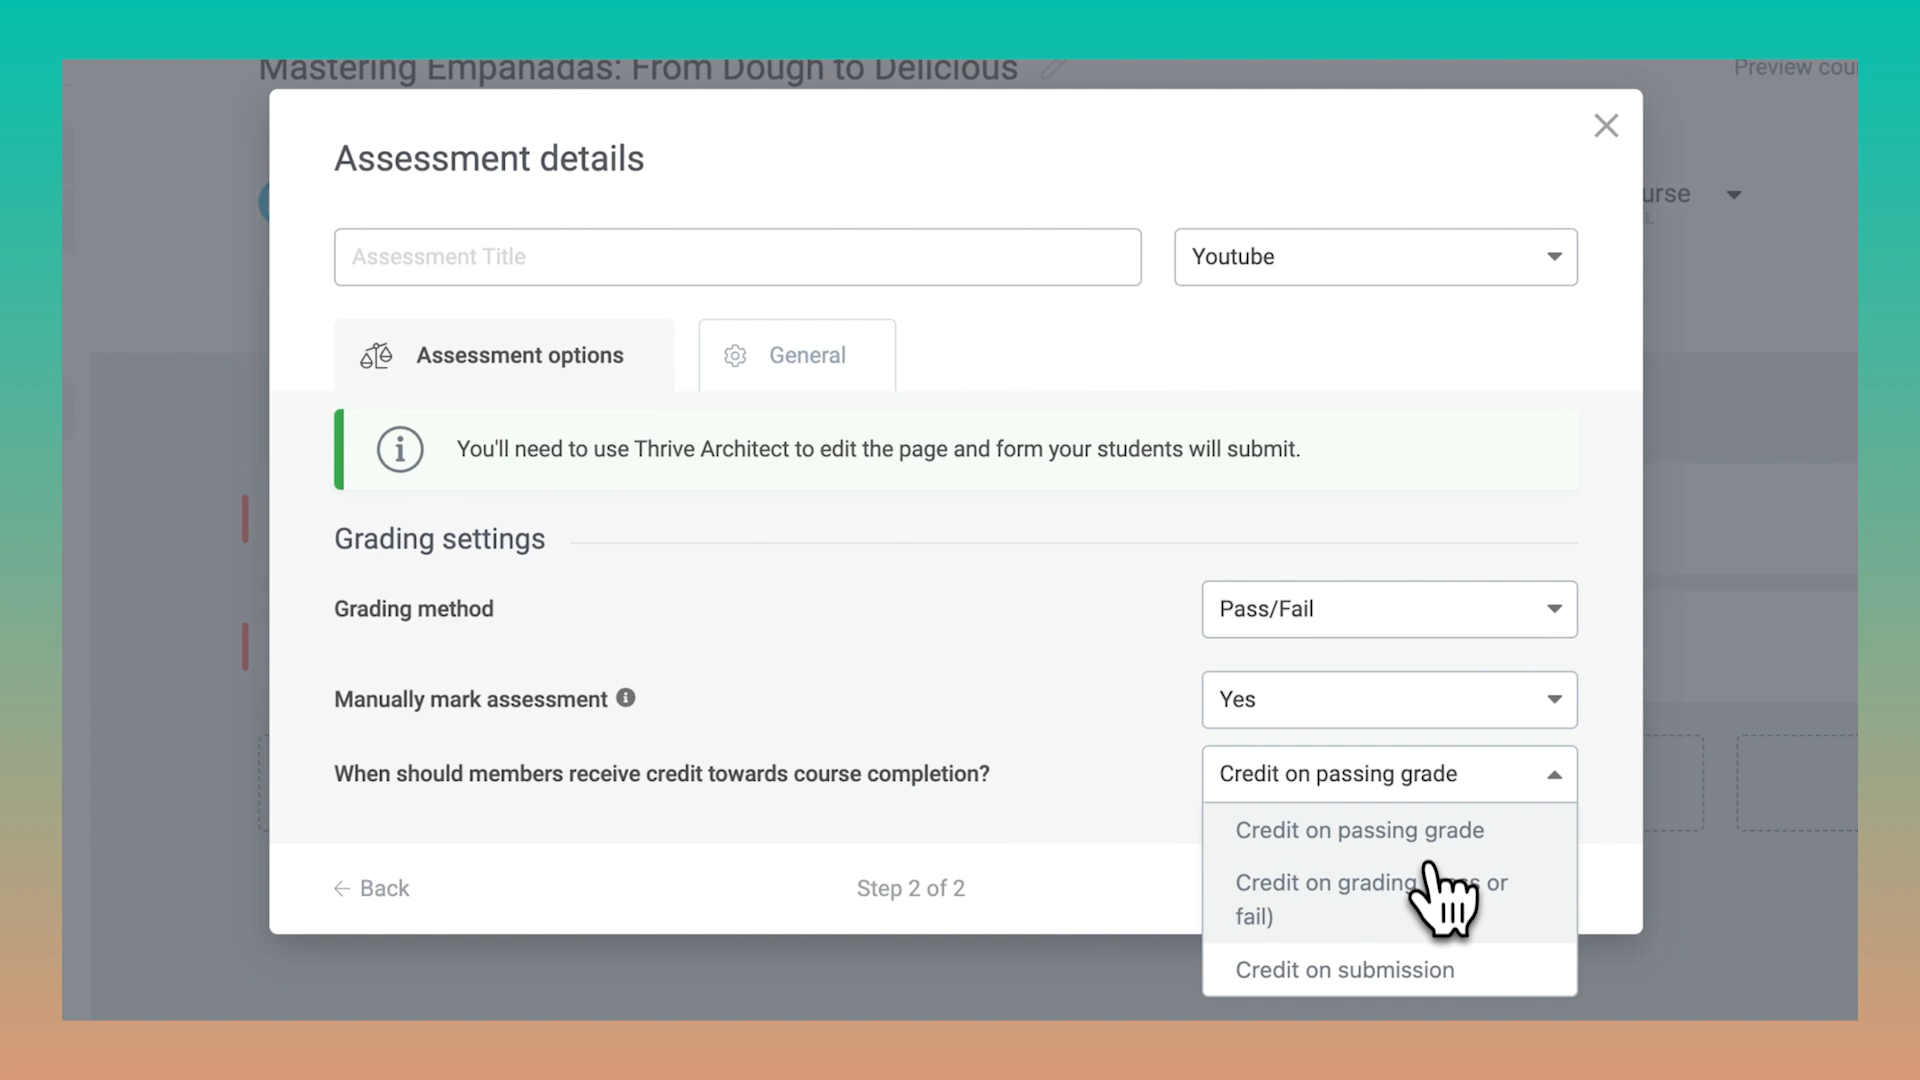 Mastering Empanadas: From Dough to Delicious
Preview cou
Assessment details
urse
Assessment Title
Youtube
Assessment options
General
You'll need to use Thrive Architect to edit the page and form your students will submit.
Grading settings
Grading method
Pass/Fail
Manually mark assessment
Yes
When should members receive credit towards course completion?
Credit on passing grade
Credit on passing grade
Credit on grading or
fail)
Credit on submission
Back
Step 2 of 2